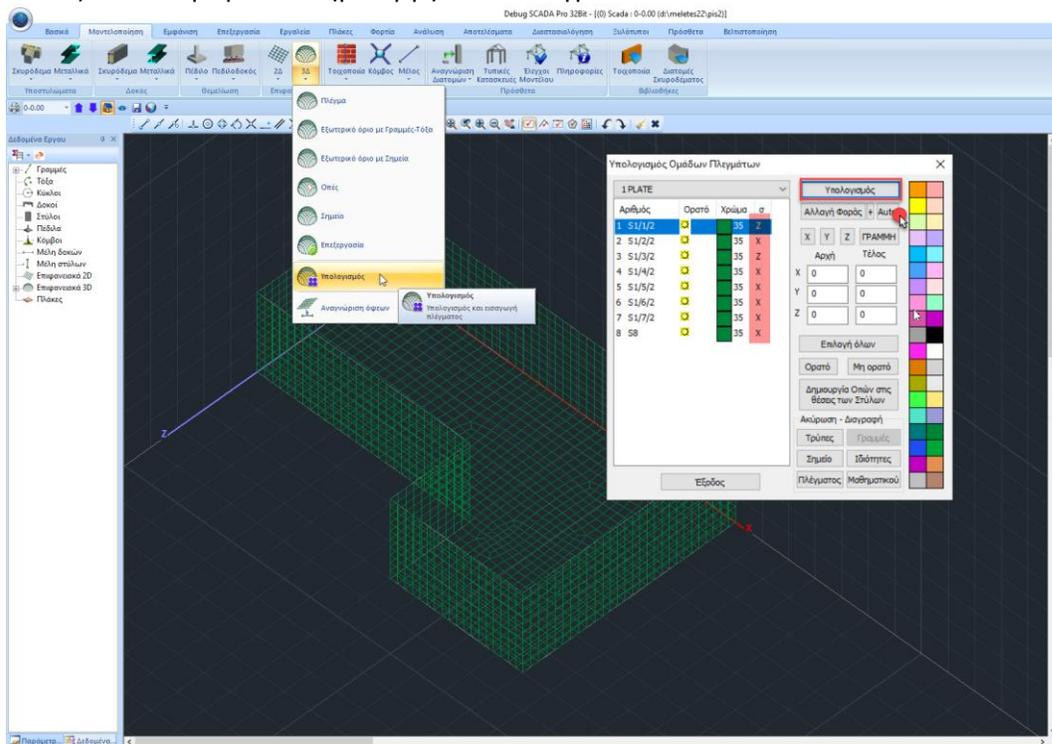 Debug SCADA Pro 32Bit - [(0) Scada : 0-0.00 (d:\meletes22\pis2)]
Βασικά Μοντελοποίηση Εμφάνιση Επεξεργασία Εργαλεία Πλάκες Φορτία Ανάλυση Αποτελέσματα Διαστασιολόγηση Ξυλότυποι Πρόσθετα Βελτιστοποίηση
Σκυρόδεμα Μεταλλικά Σκυρόδεμα Μεταλλικά Πέδιλο Πεδιλοδοκός 2Δ 3Δ Τοιχοποιία Κόμβος Μέλος Αναγνώριση Τυπικές Έλεγχοι Πληροφορίες Τοιχοποιία Διατομές
Διατομών Κατασκευές Μοντέλου Σκυροδέματος
Υποστυλώματα Δοκός Θεμελίωση Πρόσθετα Βιβλιοθήκες
0-0.00
Δεδομένα Έργου
Γραμμές
Τόξα
Κύκλοι
Δοκοί
Στύλοι
Πέδιλα
Κόμβοι
Μέλη δοκών
Μέλη στύλων
Επιφανειακά 2D
Επιφανειακά 3D
Πλάκες
Πλέγμα
Εξωτερικό όριο με Γραμμές-Τόξα
Εξωτερικό όριο με Σημεία
Οπές
Σημείο
Επεξεργασία
Υπολογισμός
Αναγνώριση όψεων
Υπολογισμός
Υπολογισμός και εισαγωγή
πλέγματος
Z
X
Υπολογισμός Ομάδων Πλεγμάτων
1 PLATE
Αριθμός Ορατό Χρώμα σ
1 S1/1/2 35 Z
2 S1/2/2 35 X
3 S1/3/2 35 Z
4 S1/4/2 35 X
5 S1/5/2 35 X
6 S1/6/2 35 X
7 S1/7/2 35 X
8 S8 35 X
Έξοδος
Υπολογισμός
Αλλαγή Φοράς + Auto
X Y Z ΓΡΑΜΜΗ
Αρχή Τέλος
X 0 0
Y 0 0
Z 0 0
Επιλογή όλων
Ορατό Μη ορατό
Δημιουργία Οπών στις
θέσεις των Στύλων
Ακύρωση - Διαγραφή
Τρύπες Γραμμές
Σημείο Ιδιότητες
Πλέγματος Μαθηματικού
Παράμετρ... Δεδομένα...